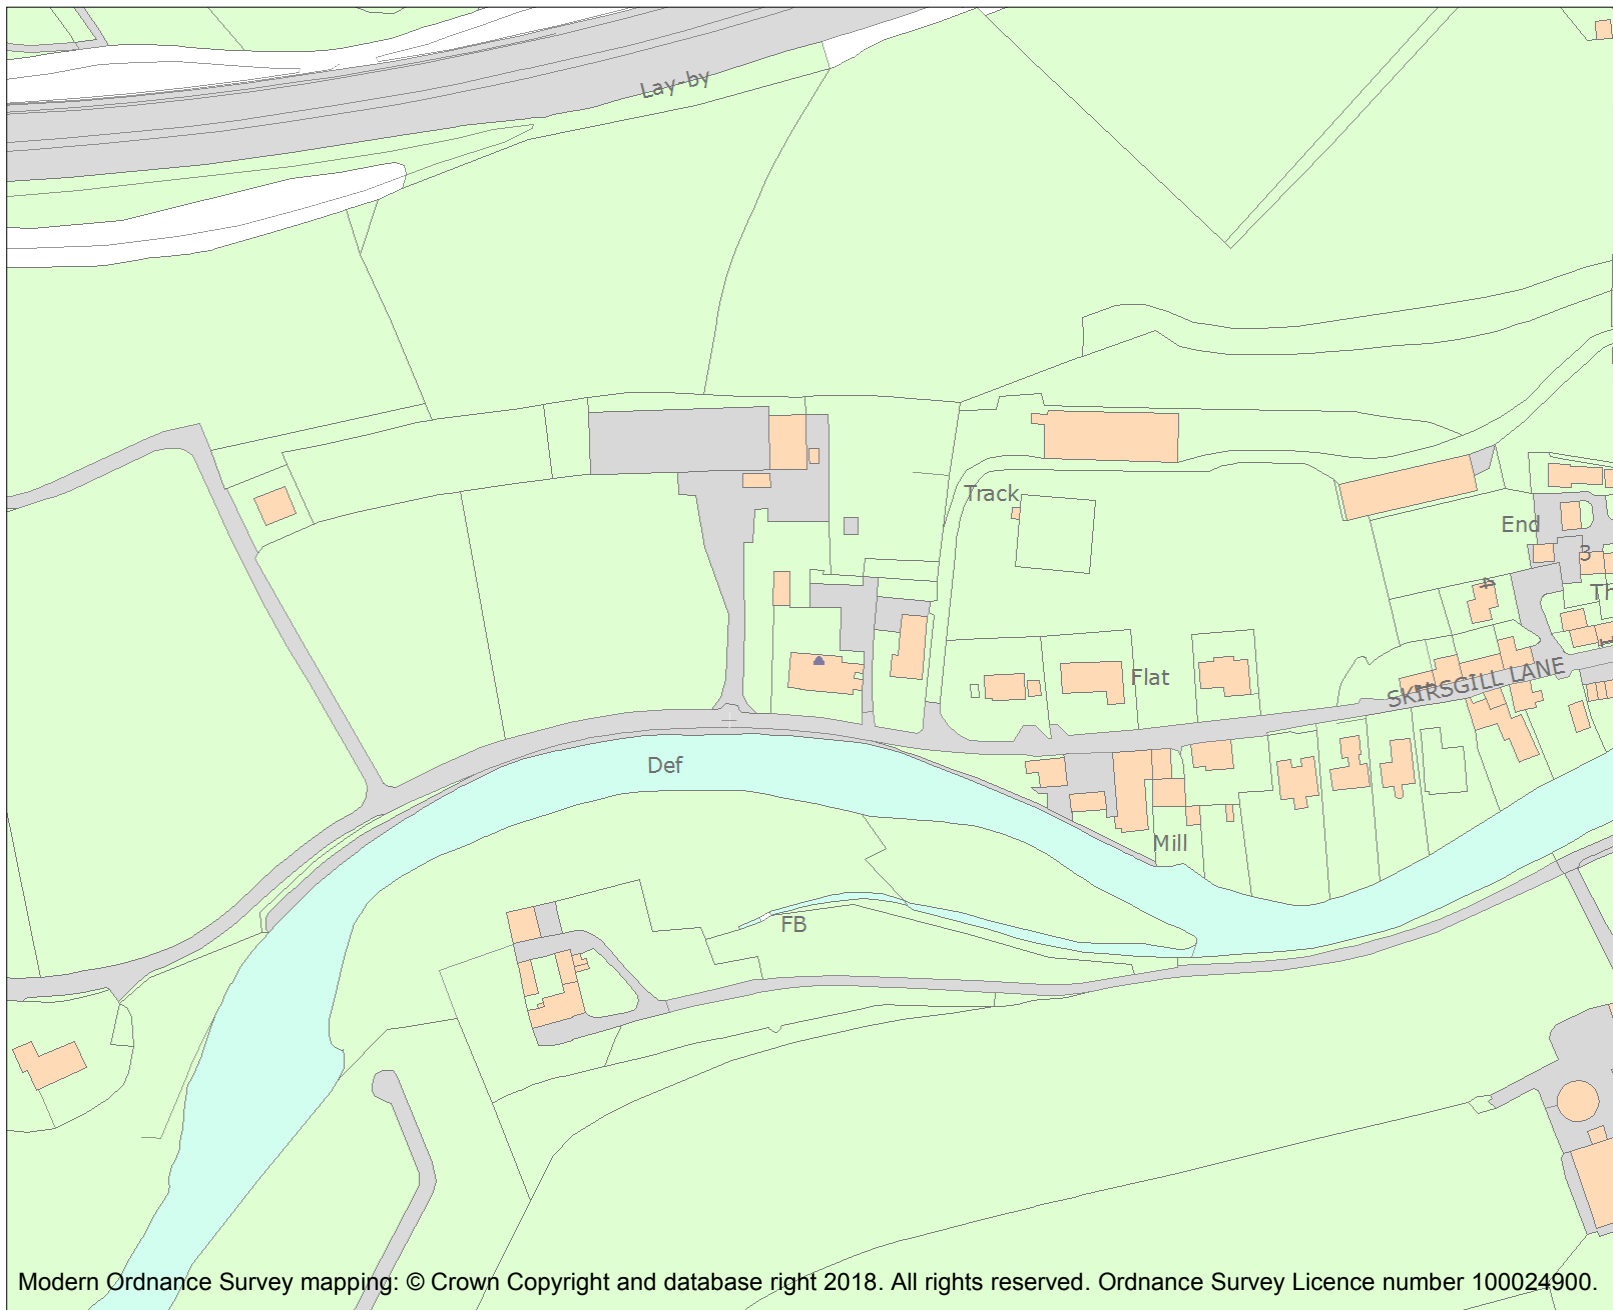 Lay-by
Track
End
3
4
Th
1
Flat
SKIRSGILL LANE
Def
Mill
FB
Modern Ordnance Survey mapping: © Crown Copyright and database right 2018. All rights reserved. Ordnance Survey Licence number 100024900.